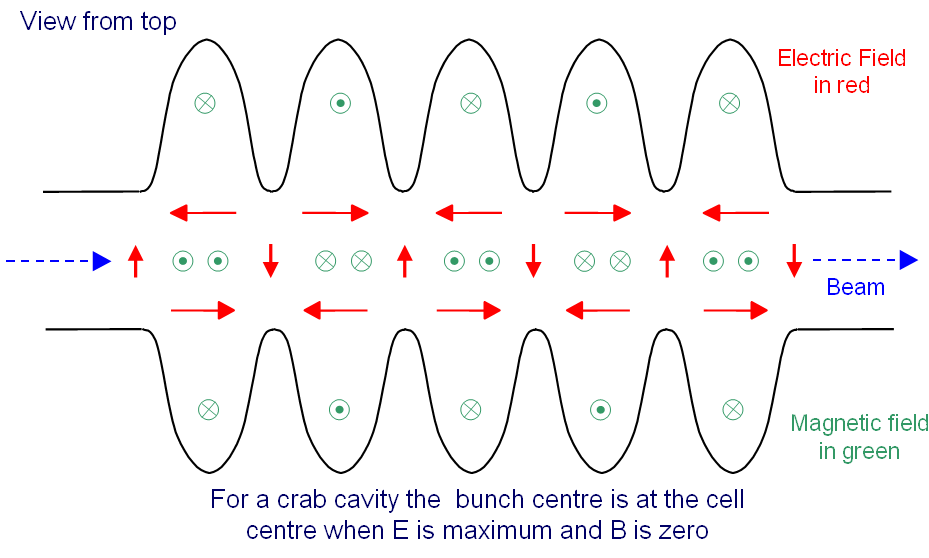 View from top
Electric Field
in red
Beam
Magnetic field
in green
For a crab cavity the  bunch centre is at the cell
centre when E is maximum and B is zero